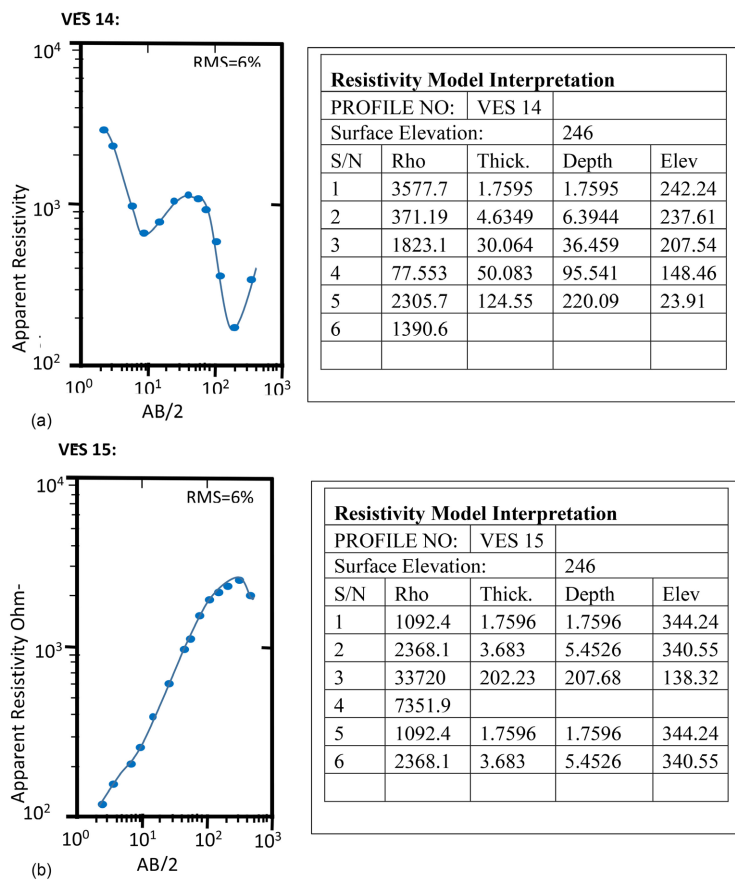 VES 14:
10^4
RMS=6%
10^3
10^2
Apparent Resistivity
10^0 10^1 10^2 10^3
AB/2
(a)
Resistivity Model Interpretation
PROFILE NO: VES 14
Surface Elevation: 246
S/N Rho Thick. Depth Elev
1 3577.7 1.7595 1.7595 242.24
2 371.19 4.6349 6.3944 237.61
3 1823.1 30.064 36.459 207.54
4 77.553 50.083 95.541 148.46
5 2305.7 124.55 220.09 23.91
6 1390.6
VES 15:
10^4
RMS=6%
10^3
10^2
Apparent Resistivity Ohm-
10^0 10^1 10^2 10^3
AB/2
(b)
Resistivity Model Interpretation
PROFILE NO: VES 15
Surface Elevation: 246
S/N Rho Thick. Depth Elev
1 1092.4 1.7596 1.7596 344.24
2 2368.1 3.683 5.4526 340.55
3 33720 202.23 207.68 138.32
4 7351.9
5 1092.4 1.7596 1.7596 344.24
6 2368.1 3.683 5.4526 340.55